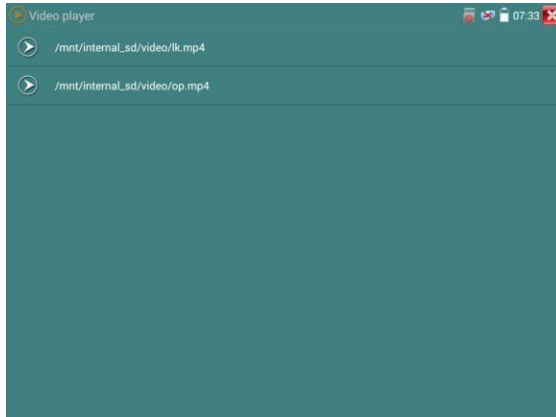 Video player
07:33
/mnt/internal_sd/video/lk.mp4
/mnt/internal_sd/video/op.mp4